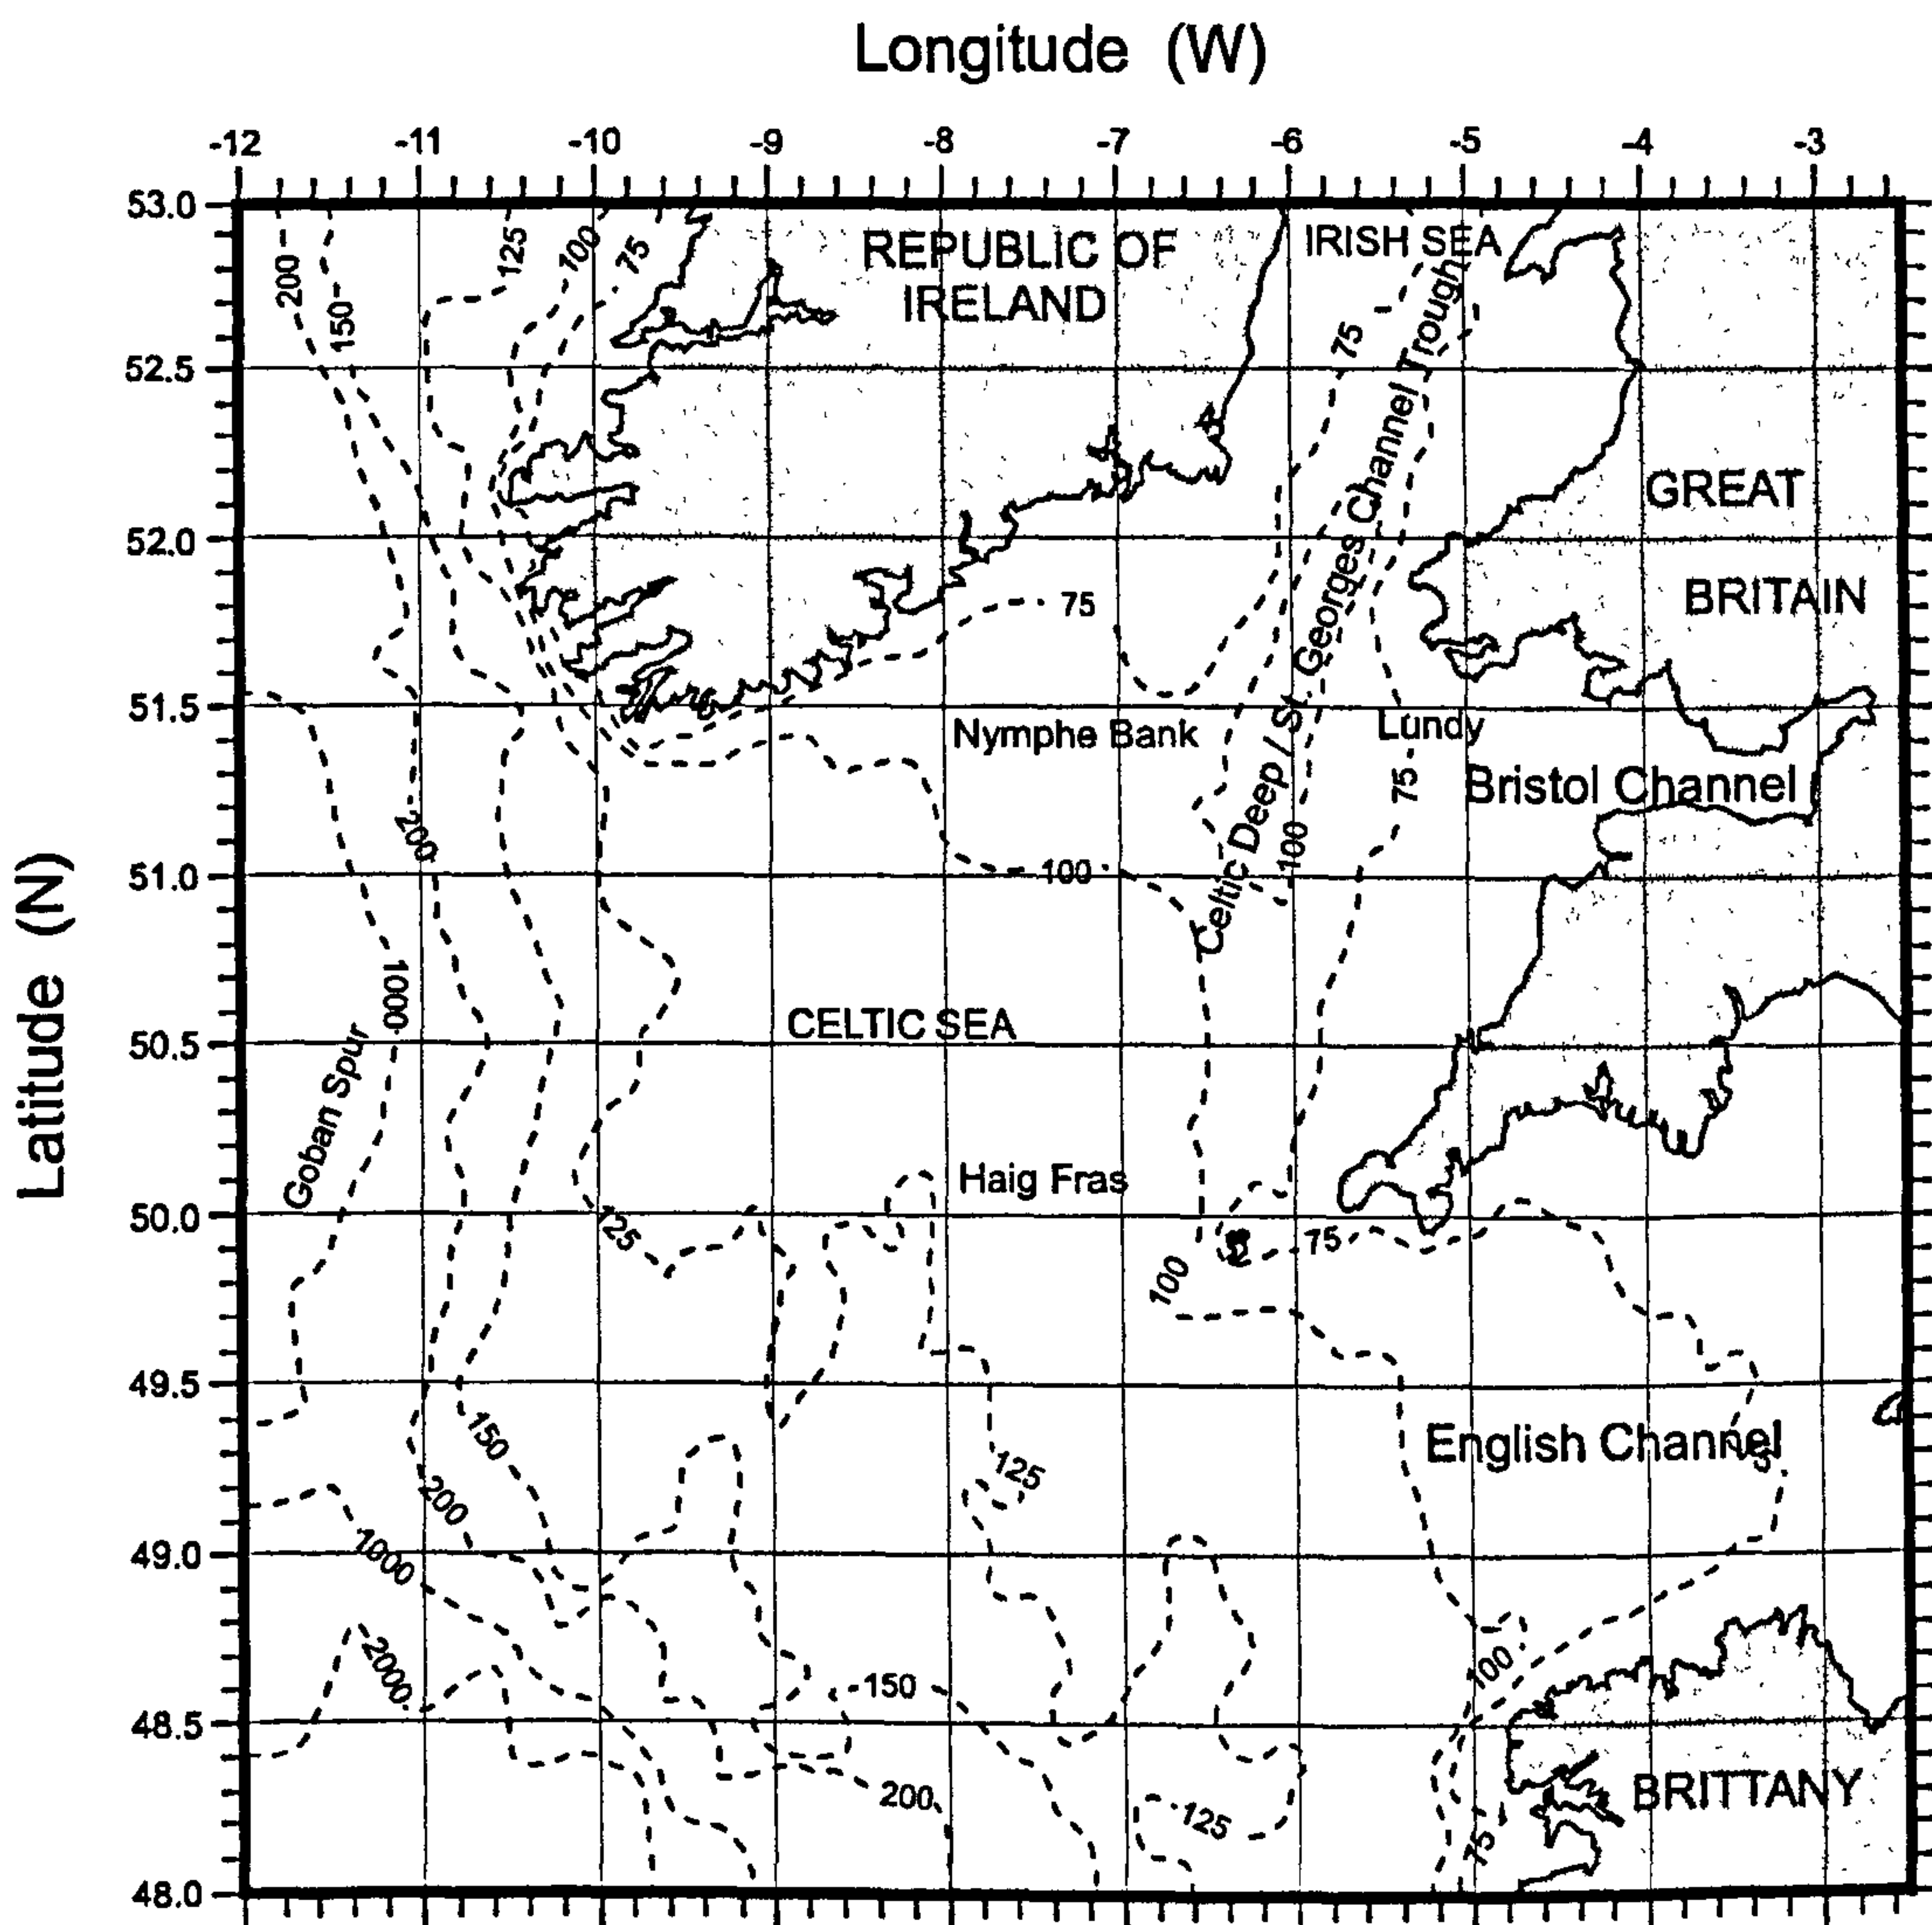 Longitude (W)
-12 -11 -10 -9 -8 -7 -6 -5 -4 -3
Latitude (N)
53.0
52.5
52.0
51.5
51.0
50.5
50.0
49.5
49.0
48.5
48.0
200
150
125
100
75
REPUBLIC OF
IRELAND
IRISH SEA
75
Celtic Deep / St. Georges Channel Trough
GREAT
BRITAIN
75
Nymphe Bank
Lundy
Bristol Channel
75
200
100
100
1000
Goban Spur
CELTIC SEA
Haig Fras
125
75
100
English Channel
150
125
200
1000
2000
150
100
200
125
75
BRITTANY